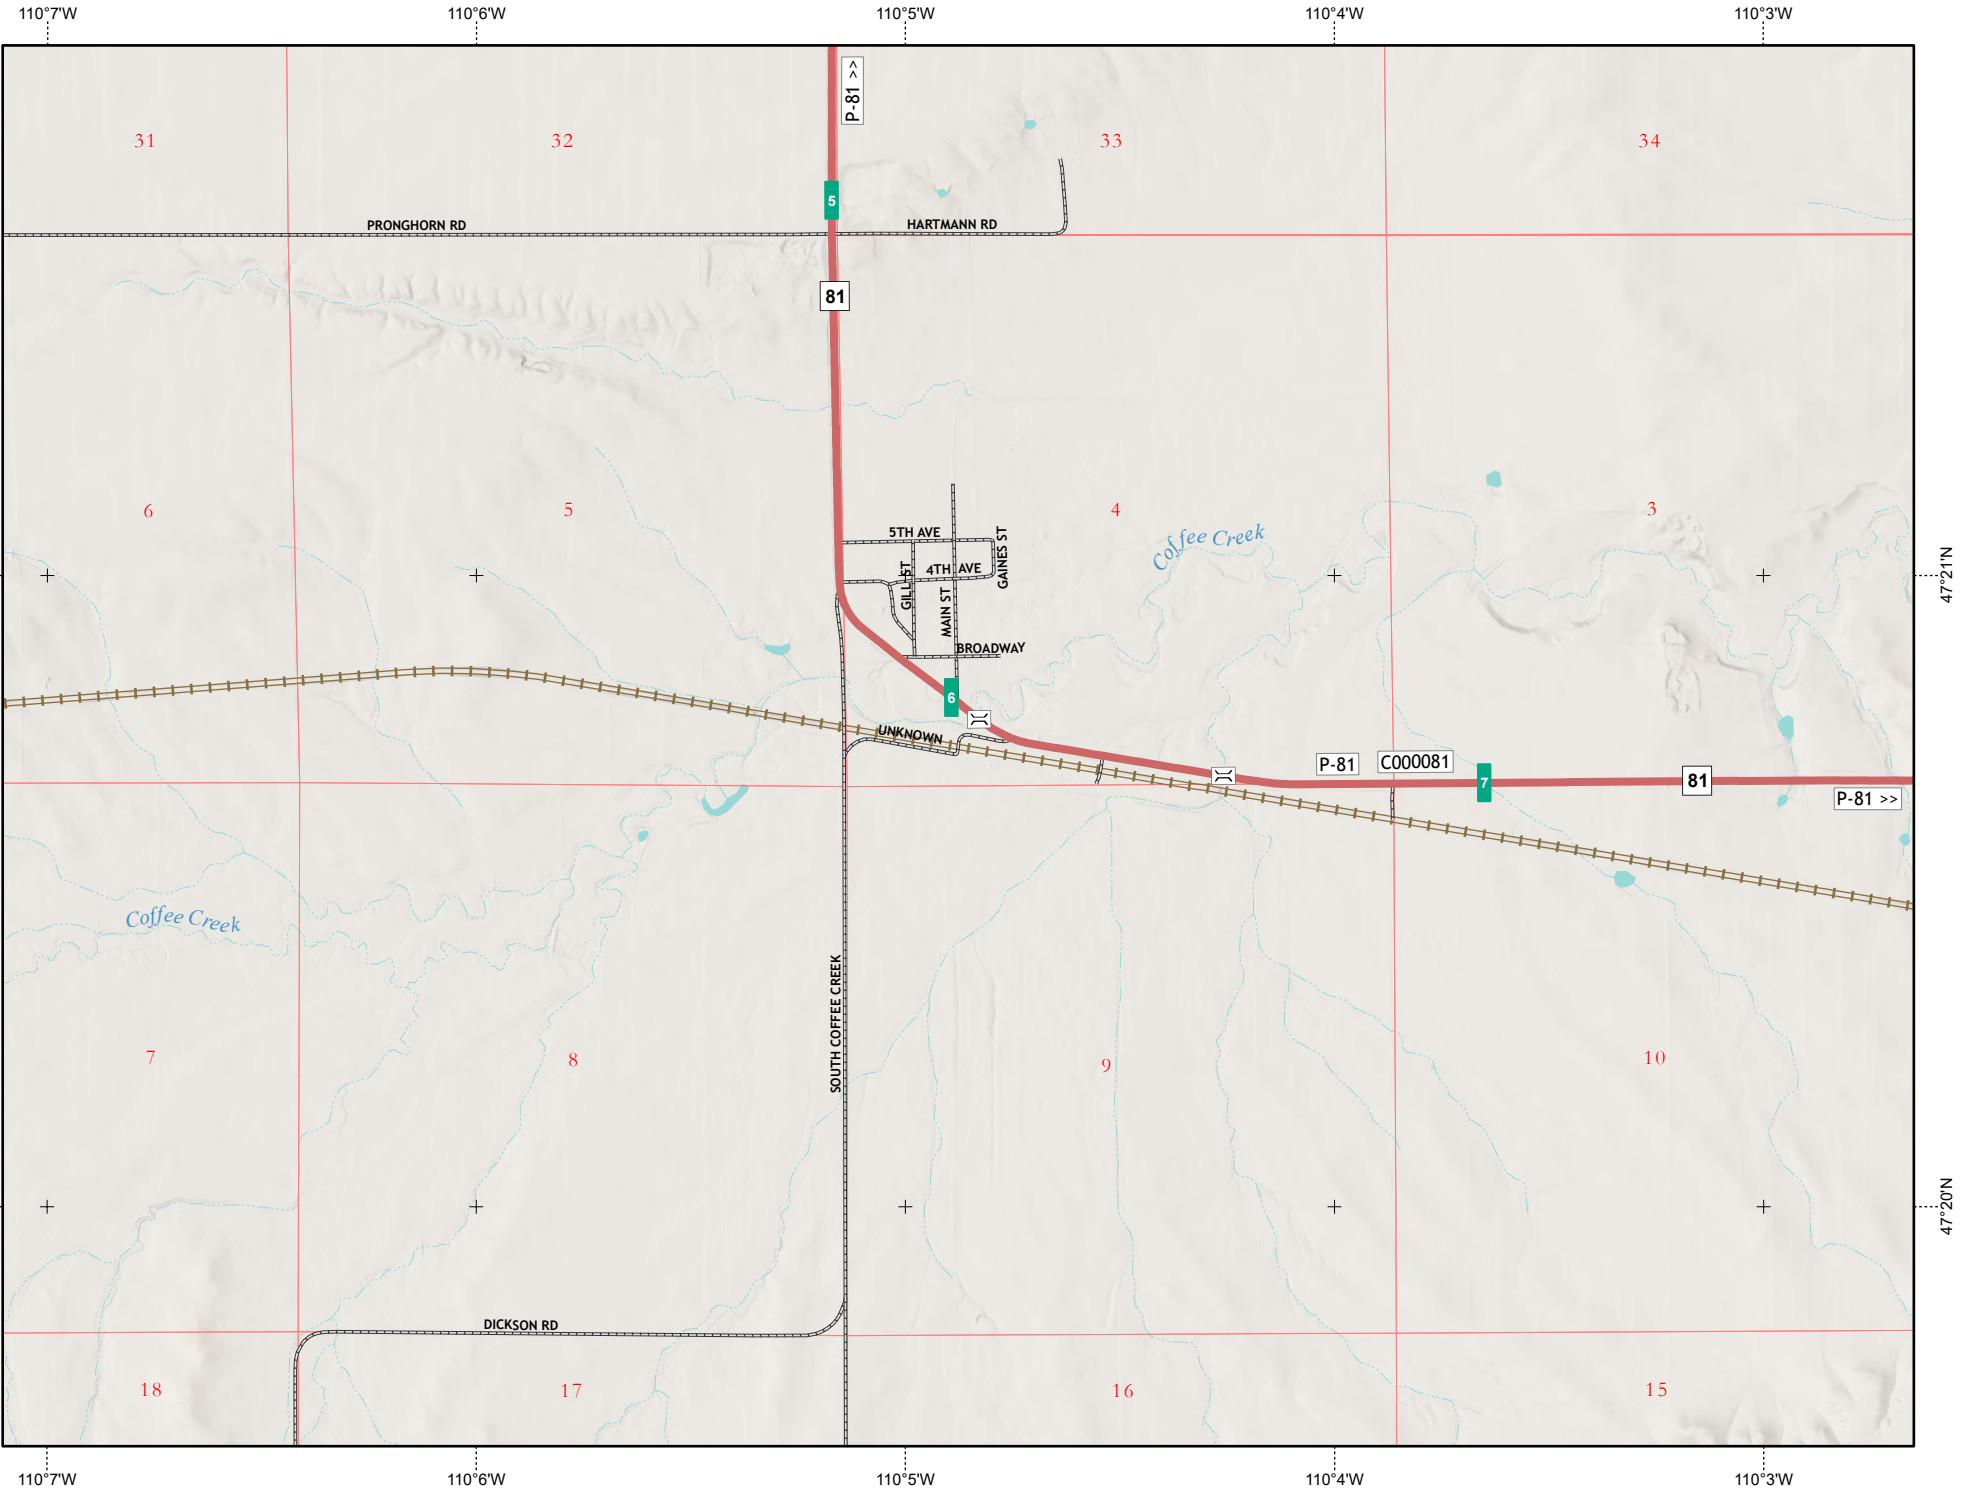 110°7'W 110°6'W 110°5'W 110°4'W 110°3'W
P-81 >>
31 32 33 34
5
PRONGHORN RD HARTMANN RD
81
6 5 4 3
5TH AVE
GAINES ST
Coffee Creek
4TH AVE
GILL ST
MAIN ST
47°21'N
BROADWAY
6
UNKNOWN
P-81 C000081
7
81
P-81 >>
Coffee Creek
SOUTH COFFEE CREEK
7 8 9 10
47°20'N
DICKSON RD
18 17 16 15
110°7'W 110°6'W 110°5'W 110°4'W 110°3'W